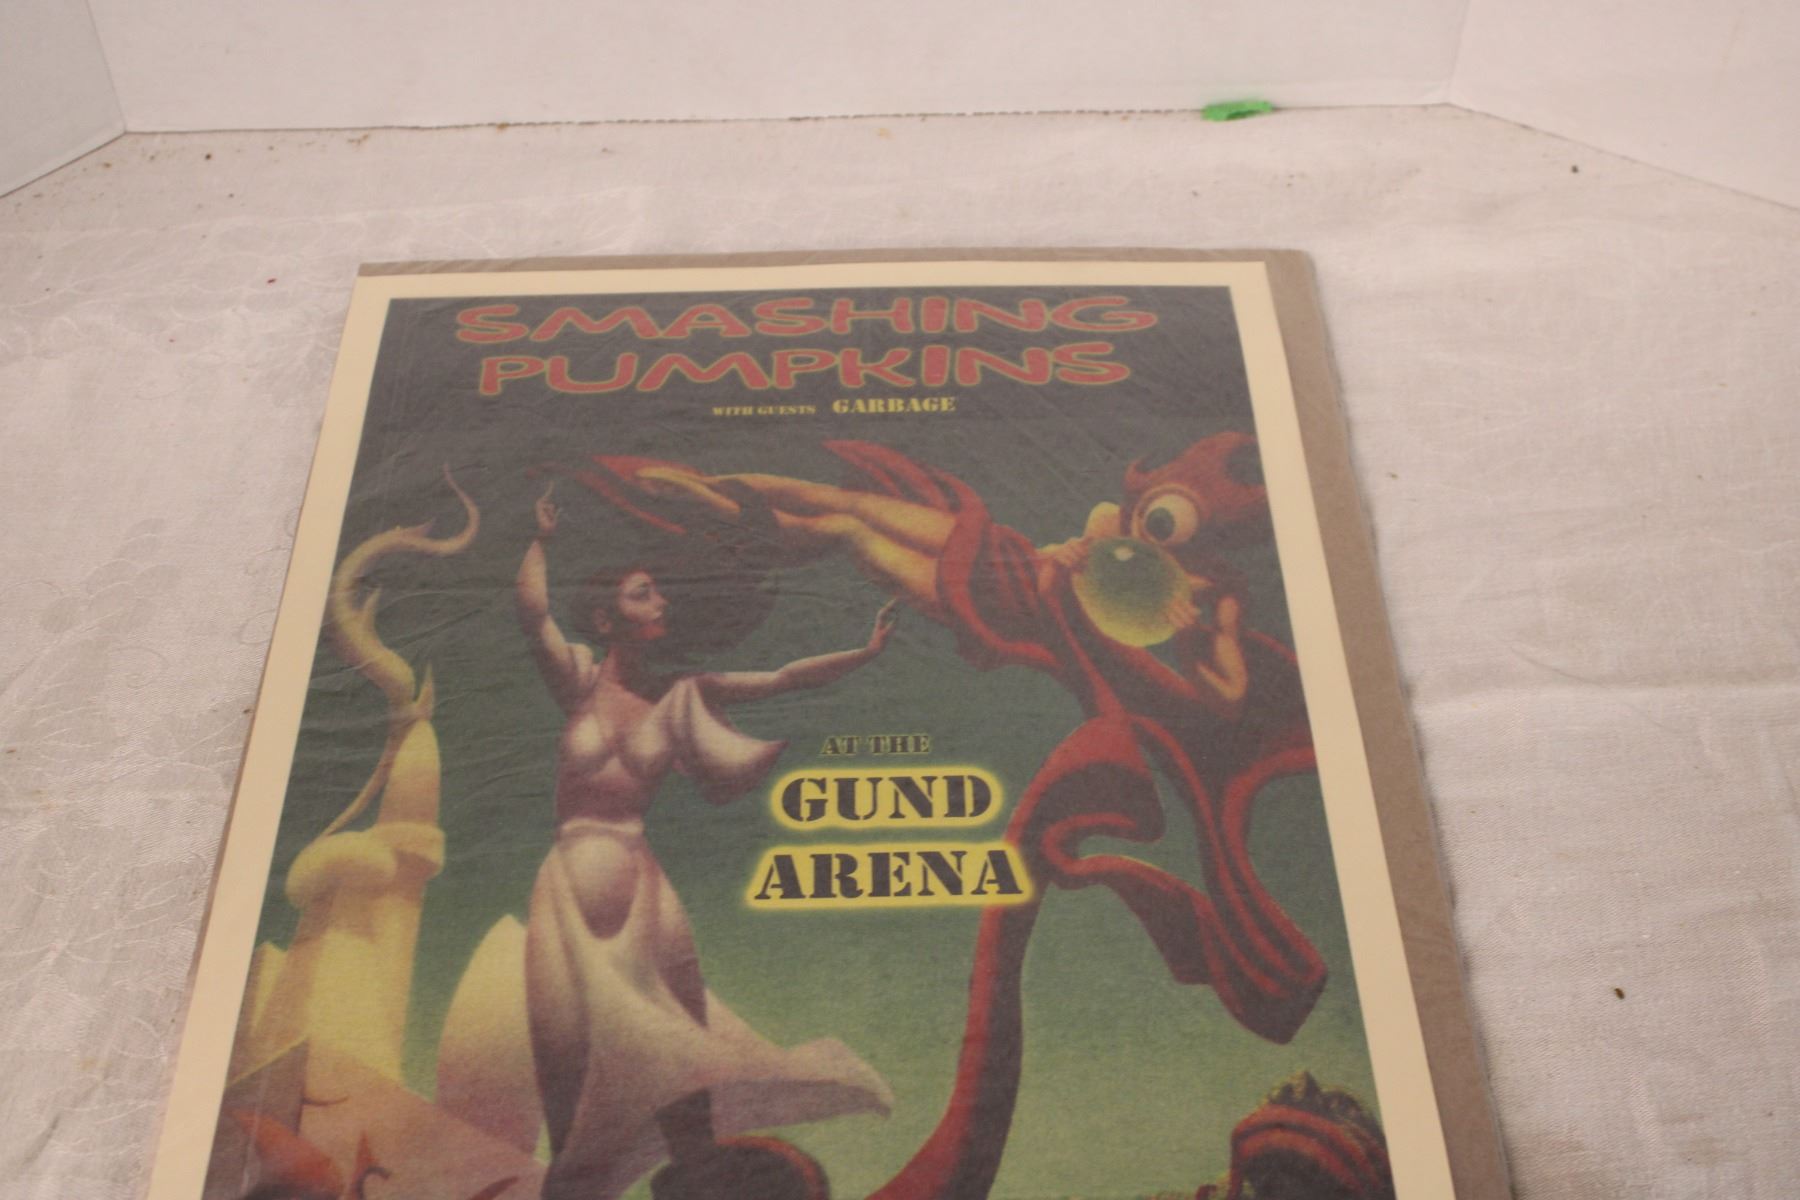 SMASHING
PUMPKINS
WITH GUESTS GARBAGE
AT THE
GUND
ARENA